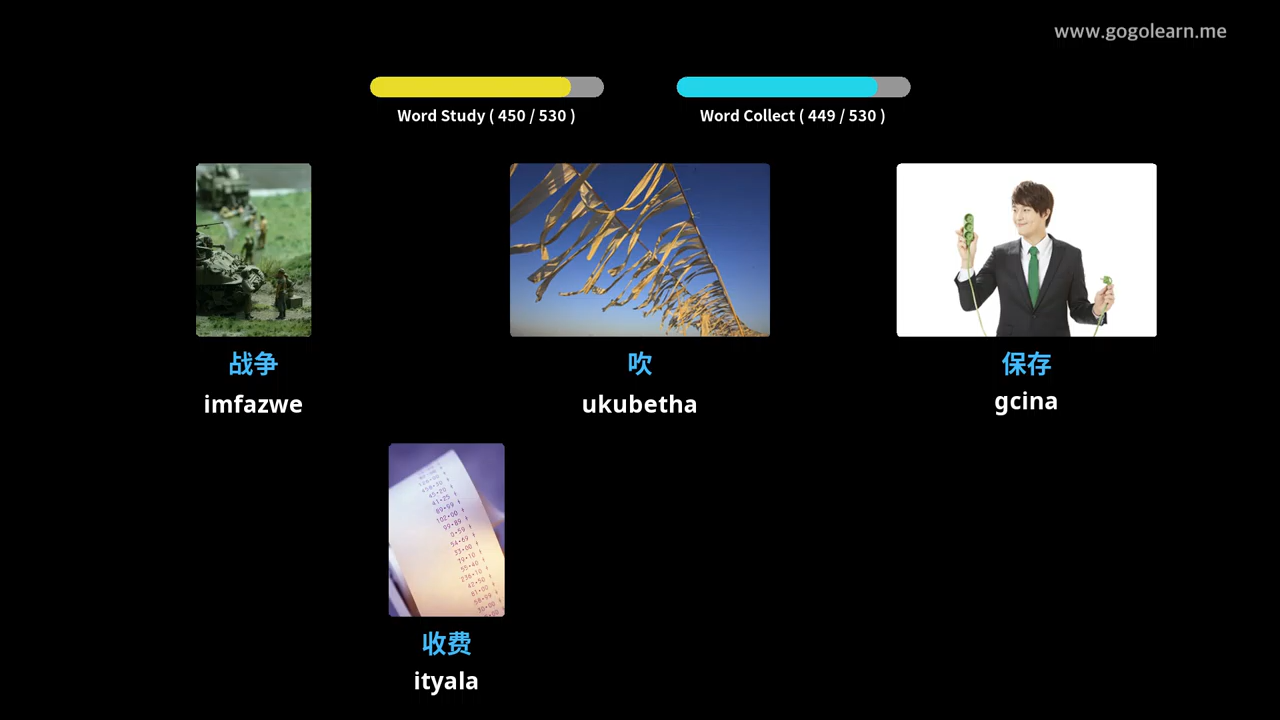 www.gogolearn.me
Word Study ( 450 / 530 )
Word Collect ( 449 / 530 )
战争
imfazwe
吹
ukubetha
保存
gcina
收费
ityala